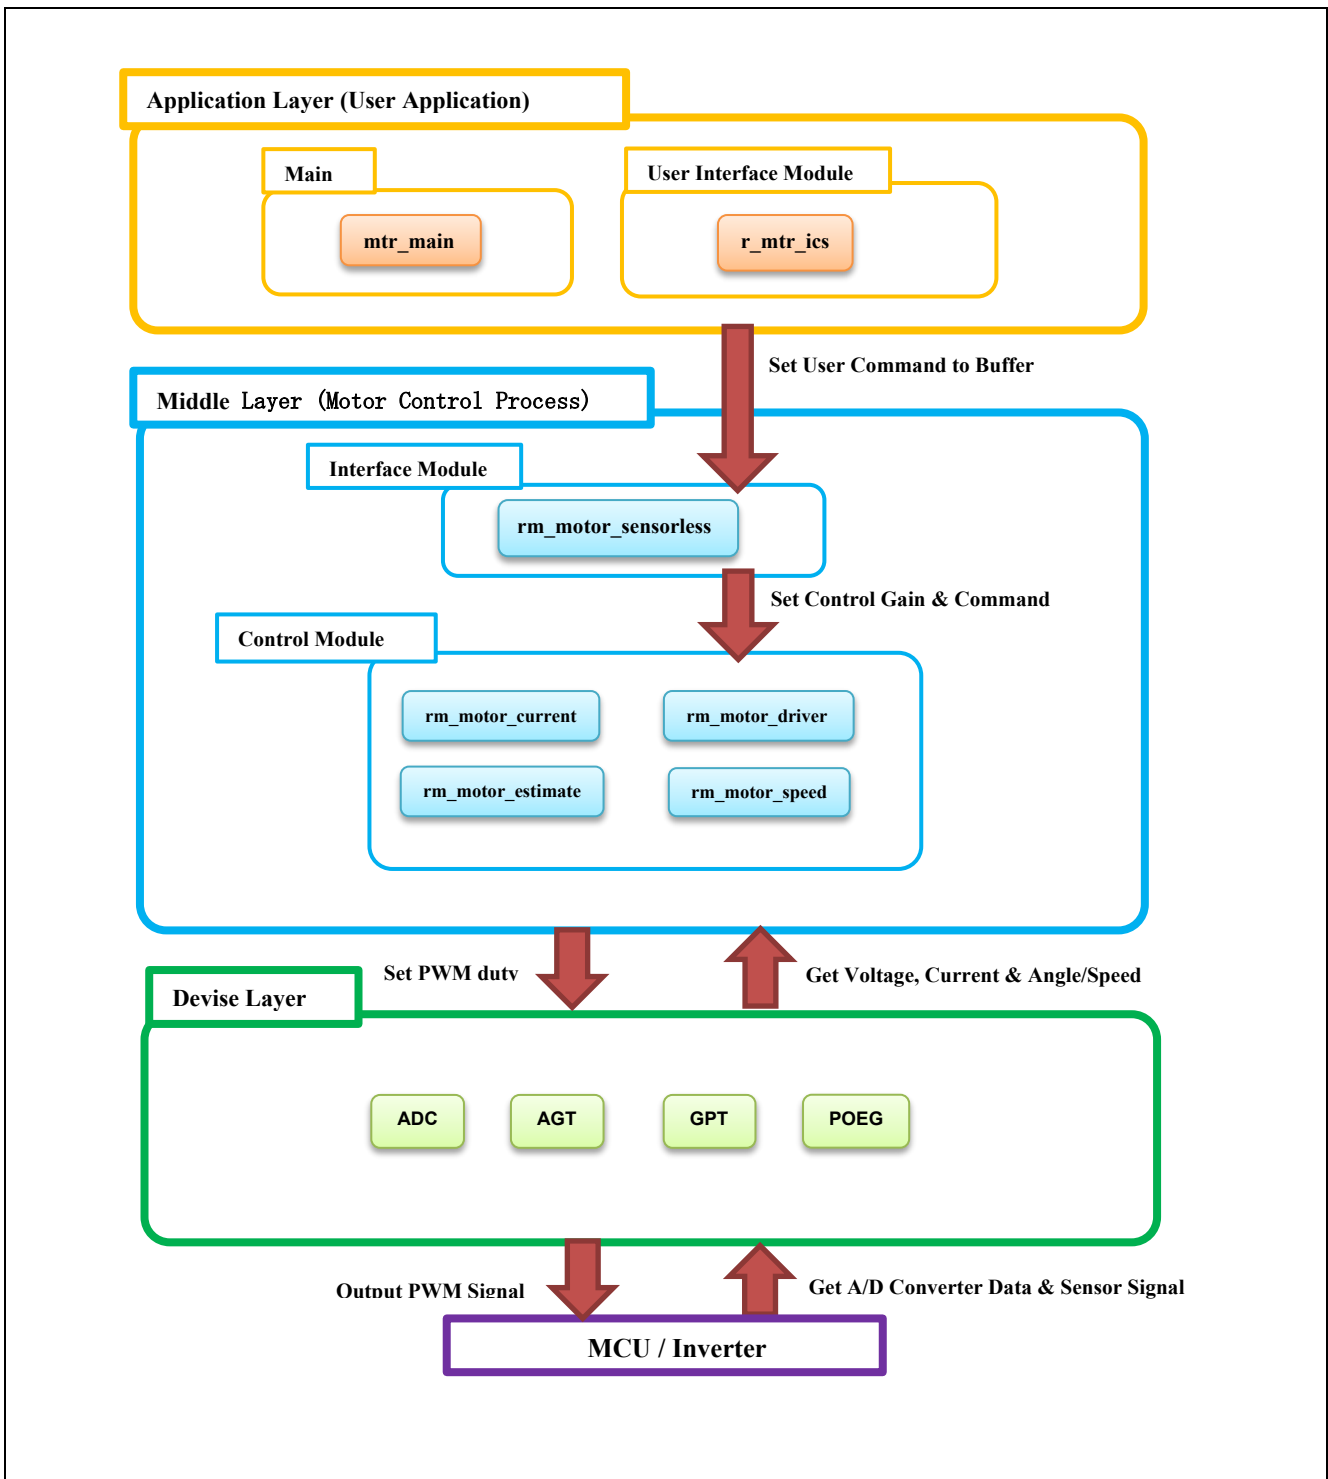 Application Layer (User Application)
Main
User Interface Module
mtr_main
r_mtr_ics
Set User Command to Buffer
Middle Layer (Motor Control Process)
Interface Module
rm_motor_sensorless
Set Control Gain & Command
Control Module
rm_motor_current
rm_motor_driver
rm_motor_estimate
rm_motor_speed
Set PWM duty
Get Voltage, Current & Angle/Speed
Devise Layer
ADC
AGT
GPT
POEG
Output PWM Signal
Get A/D Converter Data & Sensor Signal
MCU / Inverter